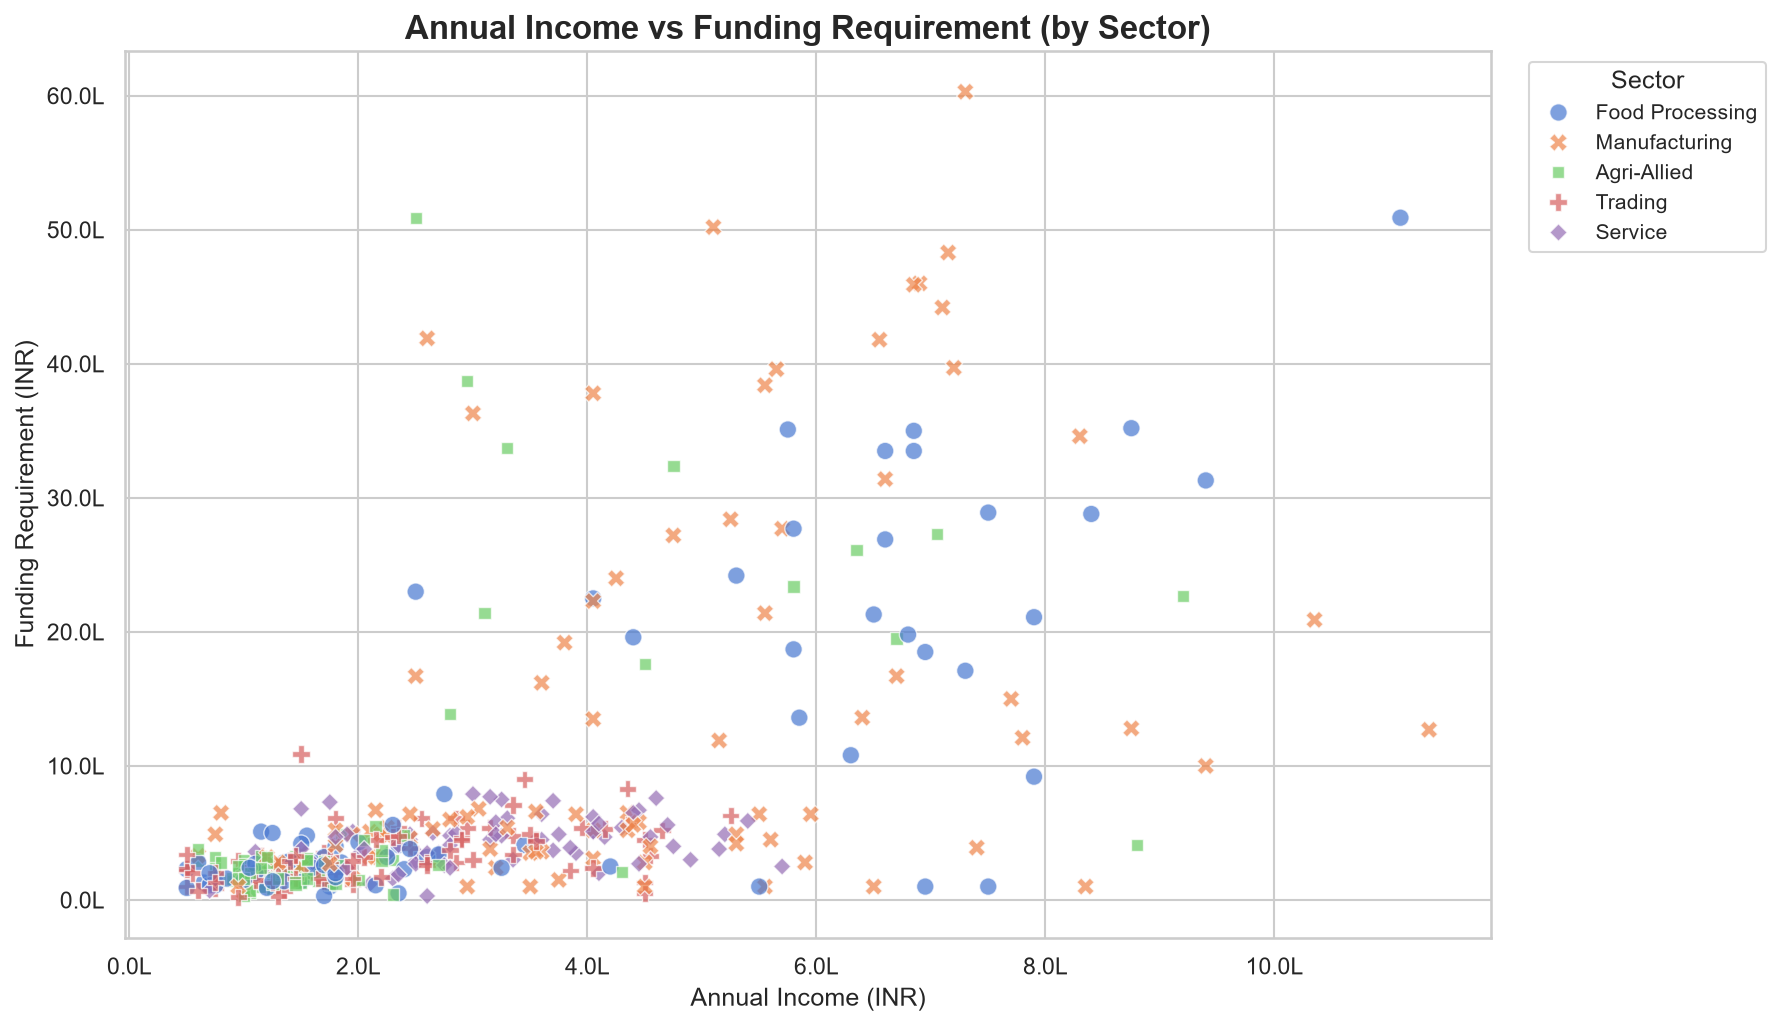 Annual Income vs Funding Requirement (by Sector)
Sector
Food Processing
Manufacturing
Agri-Allied
Trading
Service
Funding Requirement (INR)
60.0L
50.0L
40.0L
30.0L
20.0L
10.0L
0.0L
0.0L 2.0L 4.0L 6.0L 8.0L 10.0L
Annual Income (INR)